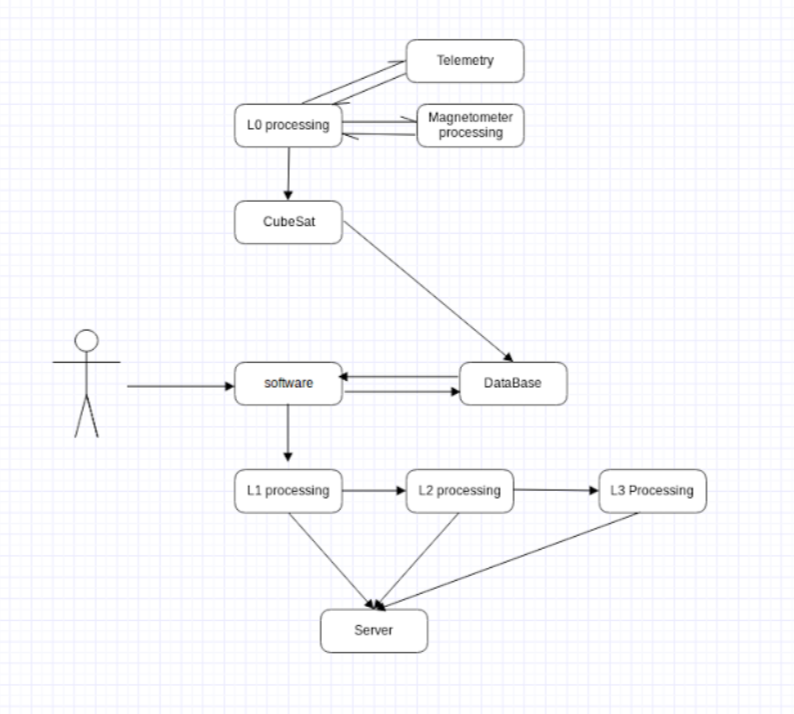 Telemetry
L0 processing
Magnetometer
processing
CubeSat
software
DataBase
L1 processing
L2 processing
L3 Processing
Server